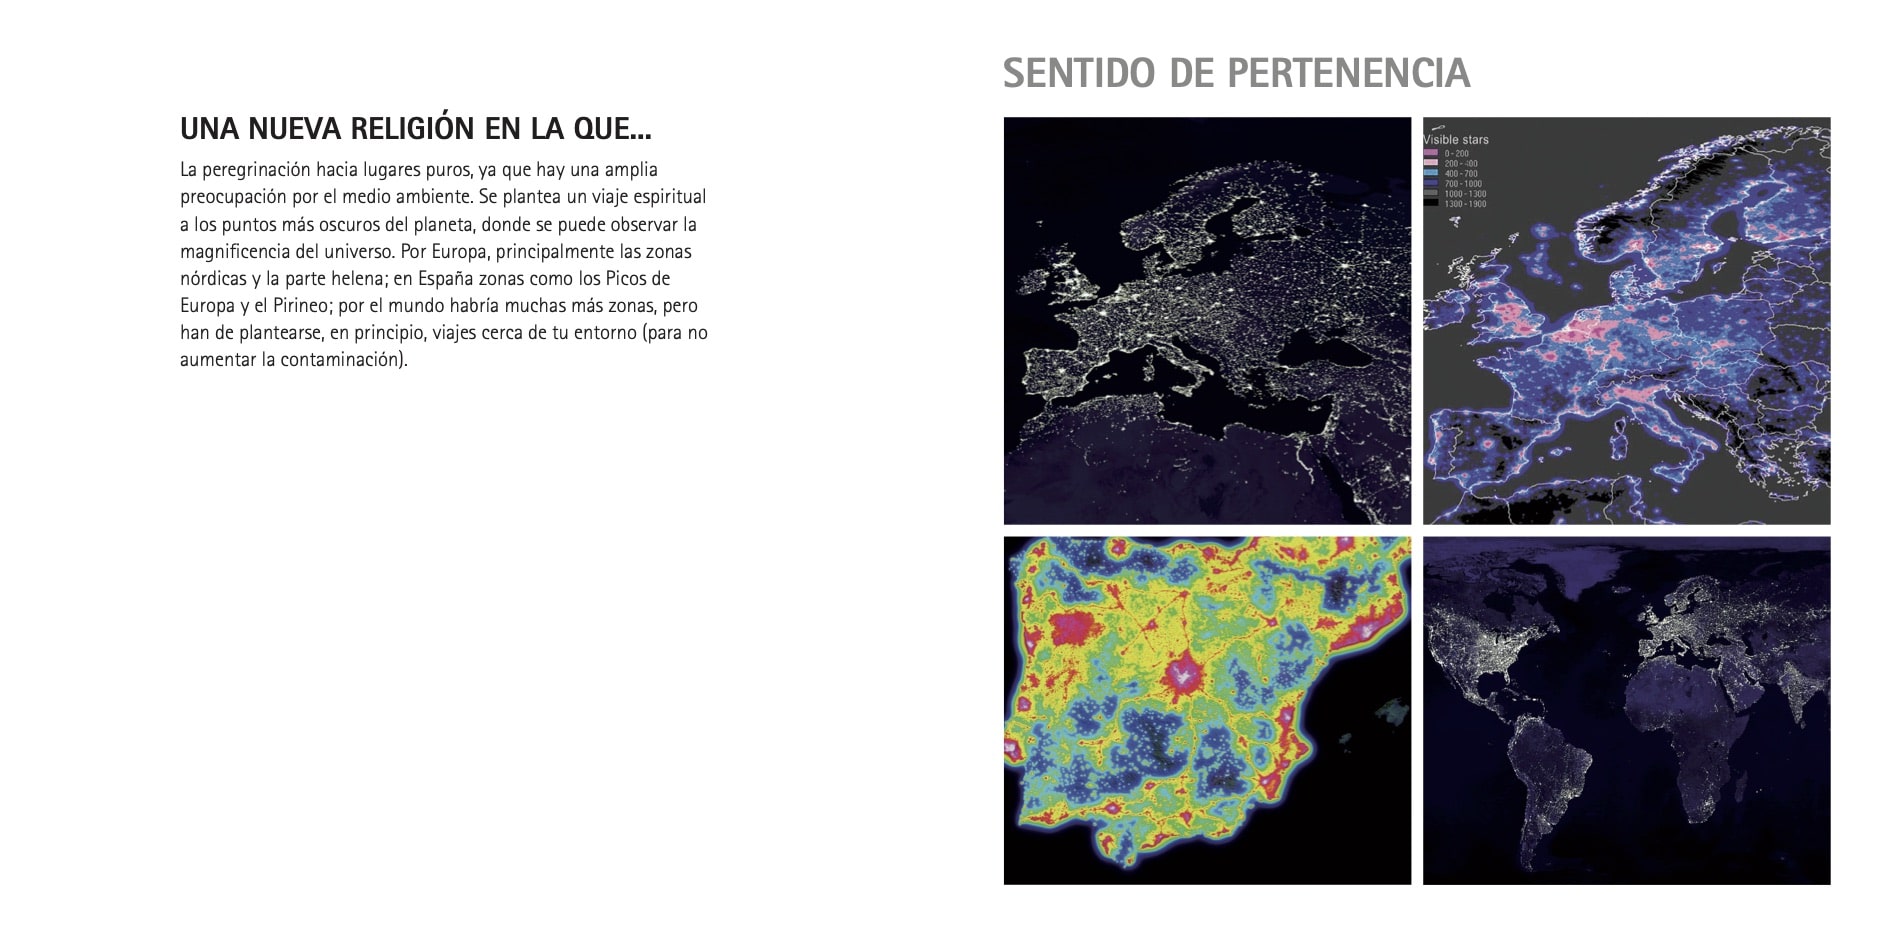 UNA NUEVA RELIGIÓN EN LA QUE...
La peregrinación hacia lugares puros, ya que hay una amplia
preocupación por el medio ambiente. Se plantea un viaje espiritual
a los puntos más oscuros del planeta, donde se puede observar la
magnificencia del universo. Por Europa, principalmente las zonas
nórdicas y la parte helena; en España zonas como los Picos de
Europa y el Pirineo; por el mundo habría muchas más zonas, pero
han de plantearse, en principio, viajes cerca de tu entorno (para no
aumentar la contaminación).
SENTIDO DE PERTENENCIA
Visible stars
0-200
200-400
400-700
700-1000
1000-1300
1300-1900